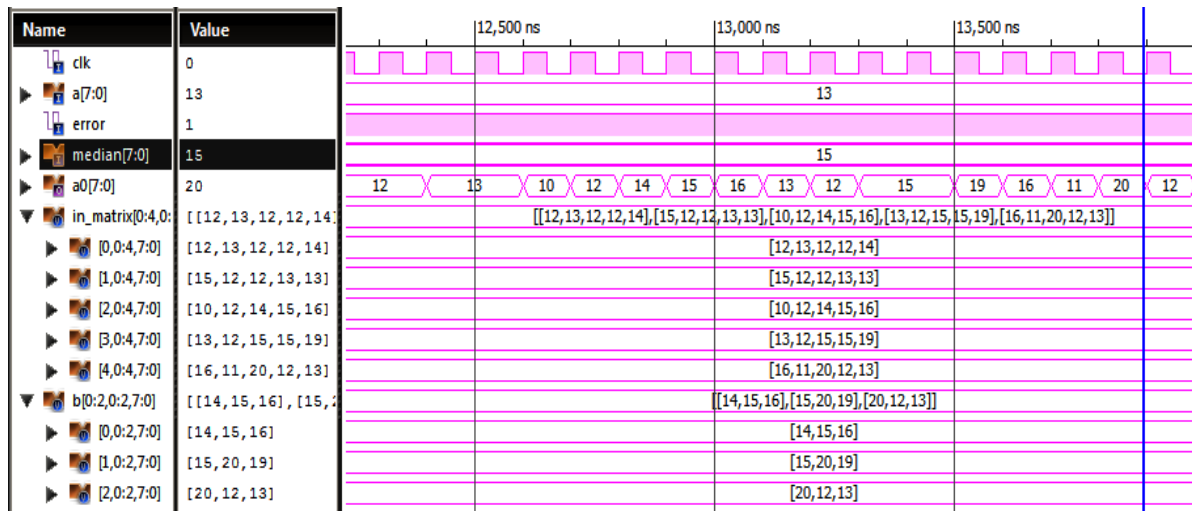 Name Value 12,500 ns 13,000 ns 13,500 ns
clk 0
a[7:0] 13 13
error 1
median[7:0] 15 15
a0[7:0] 20 12 13 10 12 14 15 16 13 12 15 19 16 11 20 12
in_matrix[0:4,0: [[12,13,12,12,14] [[12,13,12,12,14],[15,12,12,13,13],[10,12,14,15,16],[13,12,15,15,19],[16,11,20,12,13]]
[0,0:4,7:0] [12,13,12,12,14] [12,13,12,12,14]
[1,0:4,7:0] [15,12,12,13,13] [15,12,12,13,13]
[2,0:4,7:0] [10,12,14,15,16] [10,12,14,15,16]
[3,0:4,7:0] [13,12,15,15,19] [13,12,15,15,19]
[4,0:4,7:0] [16,11,20,12,13] [16,11,20,12,13]
b[0:2,0:2,7:0] [[14,15,16],[15,2 [[14,15,16],[15,20,19],[20,12,13]]
[0,0:2,7:0] [14,15,16] [14,15,16]
[1,0:2,7:0] [15,20,19] [15,20,19]
[2,0:2,7:0] [20,12,13] [20,12,13]